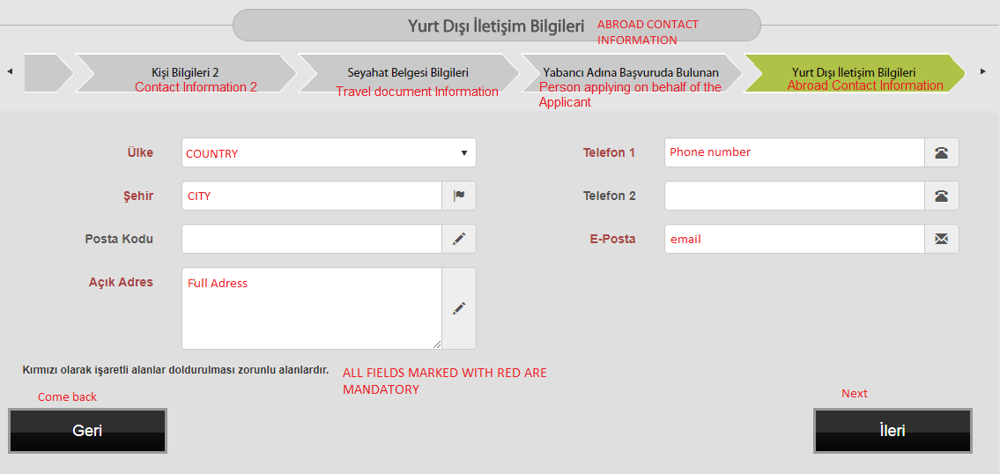 Yurt Dışı İletişim Bilgileri
ABROAD CONTACT
INFORMATION
Kişi Bilgileri 2
Contact Information 2
Seyahat Belgesi Bilgileri
Travel document Information
Yabancı Adına Başvuruda Bulunan
Person applying on behalf of the
Applicant
Yurt Dışı İletişim Bilgileri
Abroad Contact Information
Ülke
COUNTRY
Telefon 1
Phone number
Şehir
CITY
Telefon 2
Posta Kodu
E-Posta
email
Açık Adres
Full Adress
Kırmızı olarak işaretli alanlar doldurulması zorunlu alanlardır.
ALL FIELDS MARKED WITH RED ARE
MANDATORY
Come back
Next
Geri
İleri